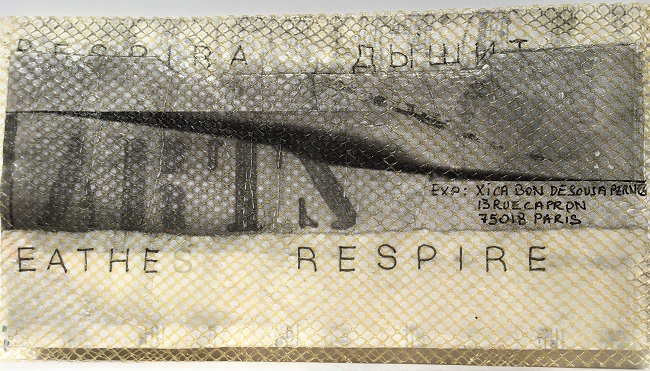 RESPIRA ДЫШИТ
Exp: XICA BON DE SOUSA PERNES
13 RUE CAPRON
75018 PARIS
EATHES RESPIRE